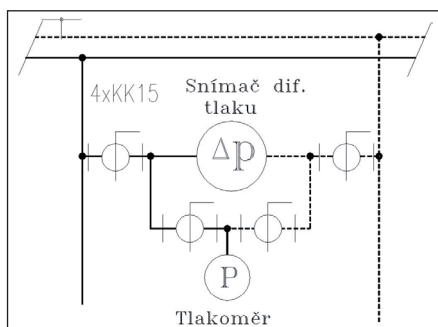 4xKK15
Snímač dif.
tlaku
Δp
P
Tlakoměr